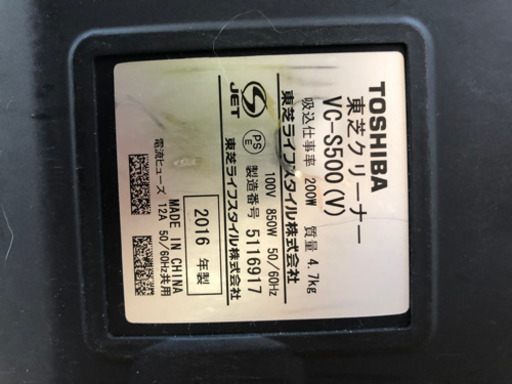 TOSHIBA
東芝クリーナー
VC-S500(V)
吸込仕事率 200W 質量 4.7kg
東芝ライフスタイル株式会社
100V 850W 50/60Hz
S JET
PS E
製造番号 5116917
東芝ライフスタイル株式会社
2016 年製
MADE IN CHINA
電流ヒューズ 12A 50/60Hz共用